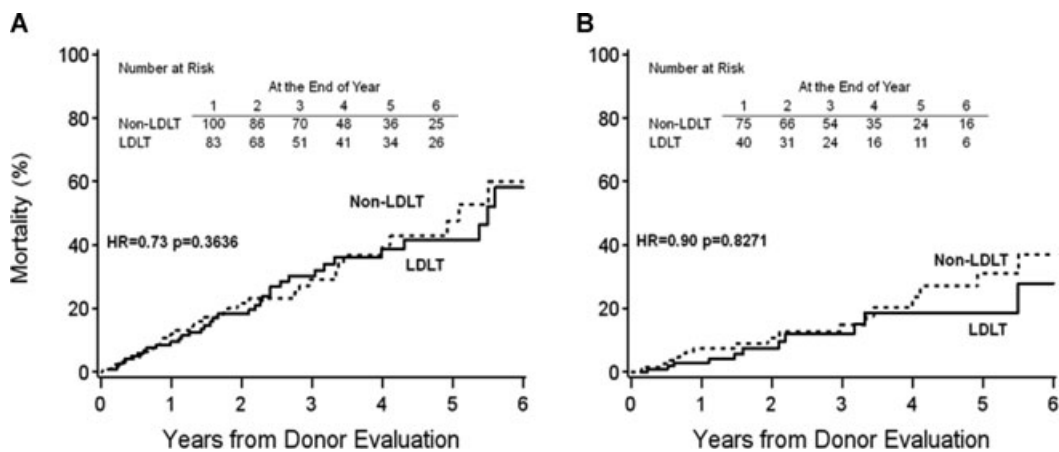 A
100
80
60
40
20
0
Mortality (%)
Number at Risk
At the End of Year
1 2 3 4 5 6
Non-LDLT 100 86 70 48 36 25
LDLT 83 68 51 41 34 26
Non-LDLT
HR=0.73 p=0.3636
LDLT
0 1 2 3 4 5 6
Years from Donor Evaluation
B
100
80
60
40
20
0
Number at Risk
At the End of Year
1 2 3 4 5 6
Non-LDLT 75 66 54 35 24 16
LDLT 40 31 24 16 11 6
HR=0.90 p=0.8271
Non-LDLT
LDLT
0 1 2 3 4 5 6
Years from Donor Evaluation